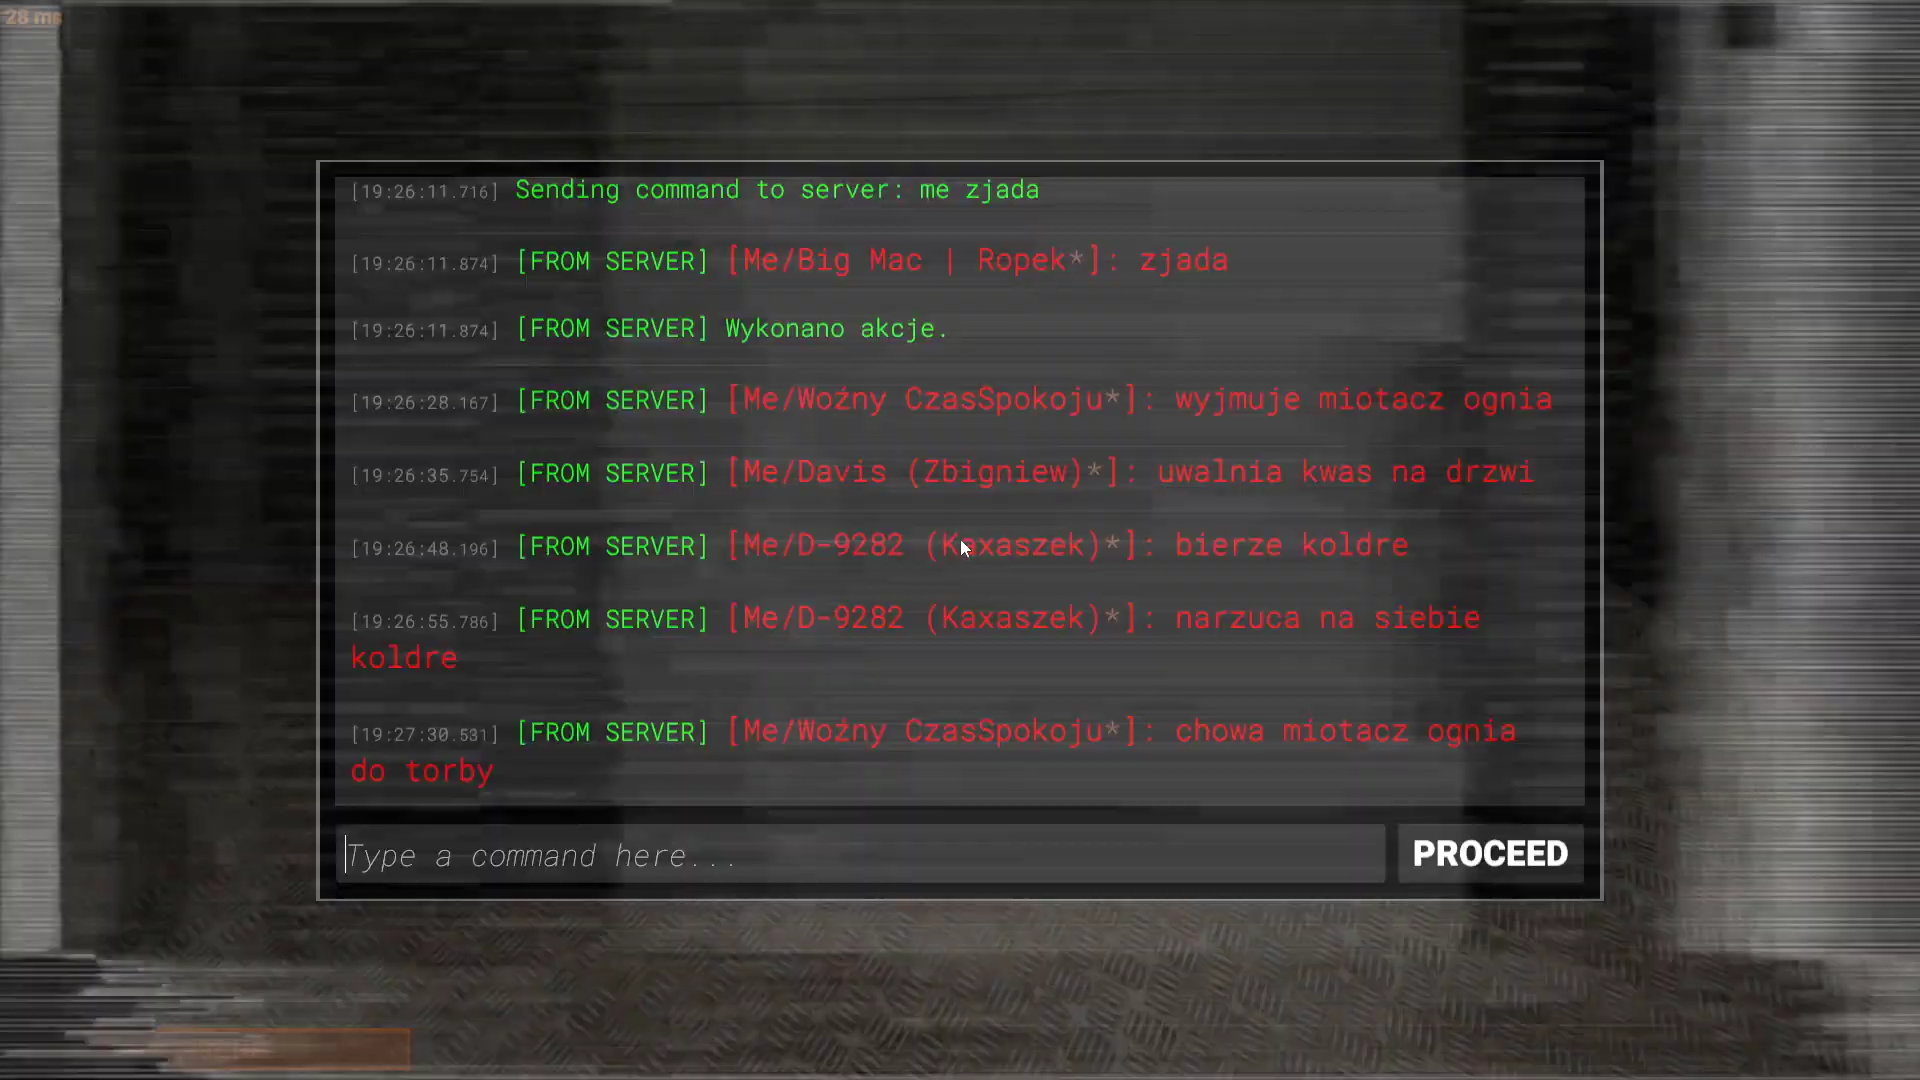 28 ms
[19:26:11.716] Sending command to server: me zjada
[19:26:11.874] [FROM SERVER] [Me/Big Mac | Ropek*]: zjada
[19:26:11.874] [FROM SERVER] Wykonano akcje.
[19:26:28.167] [FROM SERVER] [Me/Woźny CzasSpokoju*]: wyjmuje miotacz ognia
[19:26:35.754] [FROM SERVER] [Me/Davis (Zbigniew)*]: uwalnia kwas na drzwi
[19:26:48.196] [FROM SERVER] [Me/D-9282 (Kaxaszek)*]: bierze koldre
[19:26:55.786] [FROM SERVER] [Me/D-9282 (Kaxaszek)*]: narzuca na siebie
koldre
[19:27:30.531] [FROM SERVER] [Me/Woźny CzasSpokoju*]: chowa miotacz ognia
do torby
Type a command here...
PROCEED